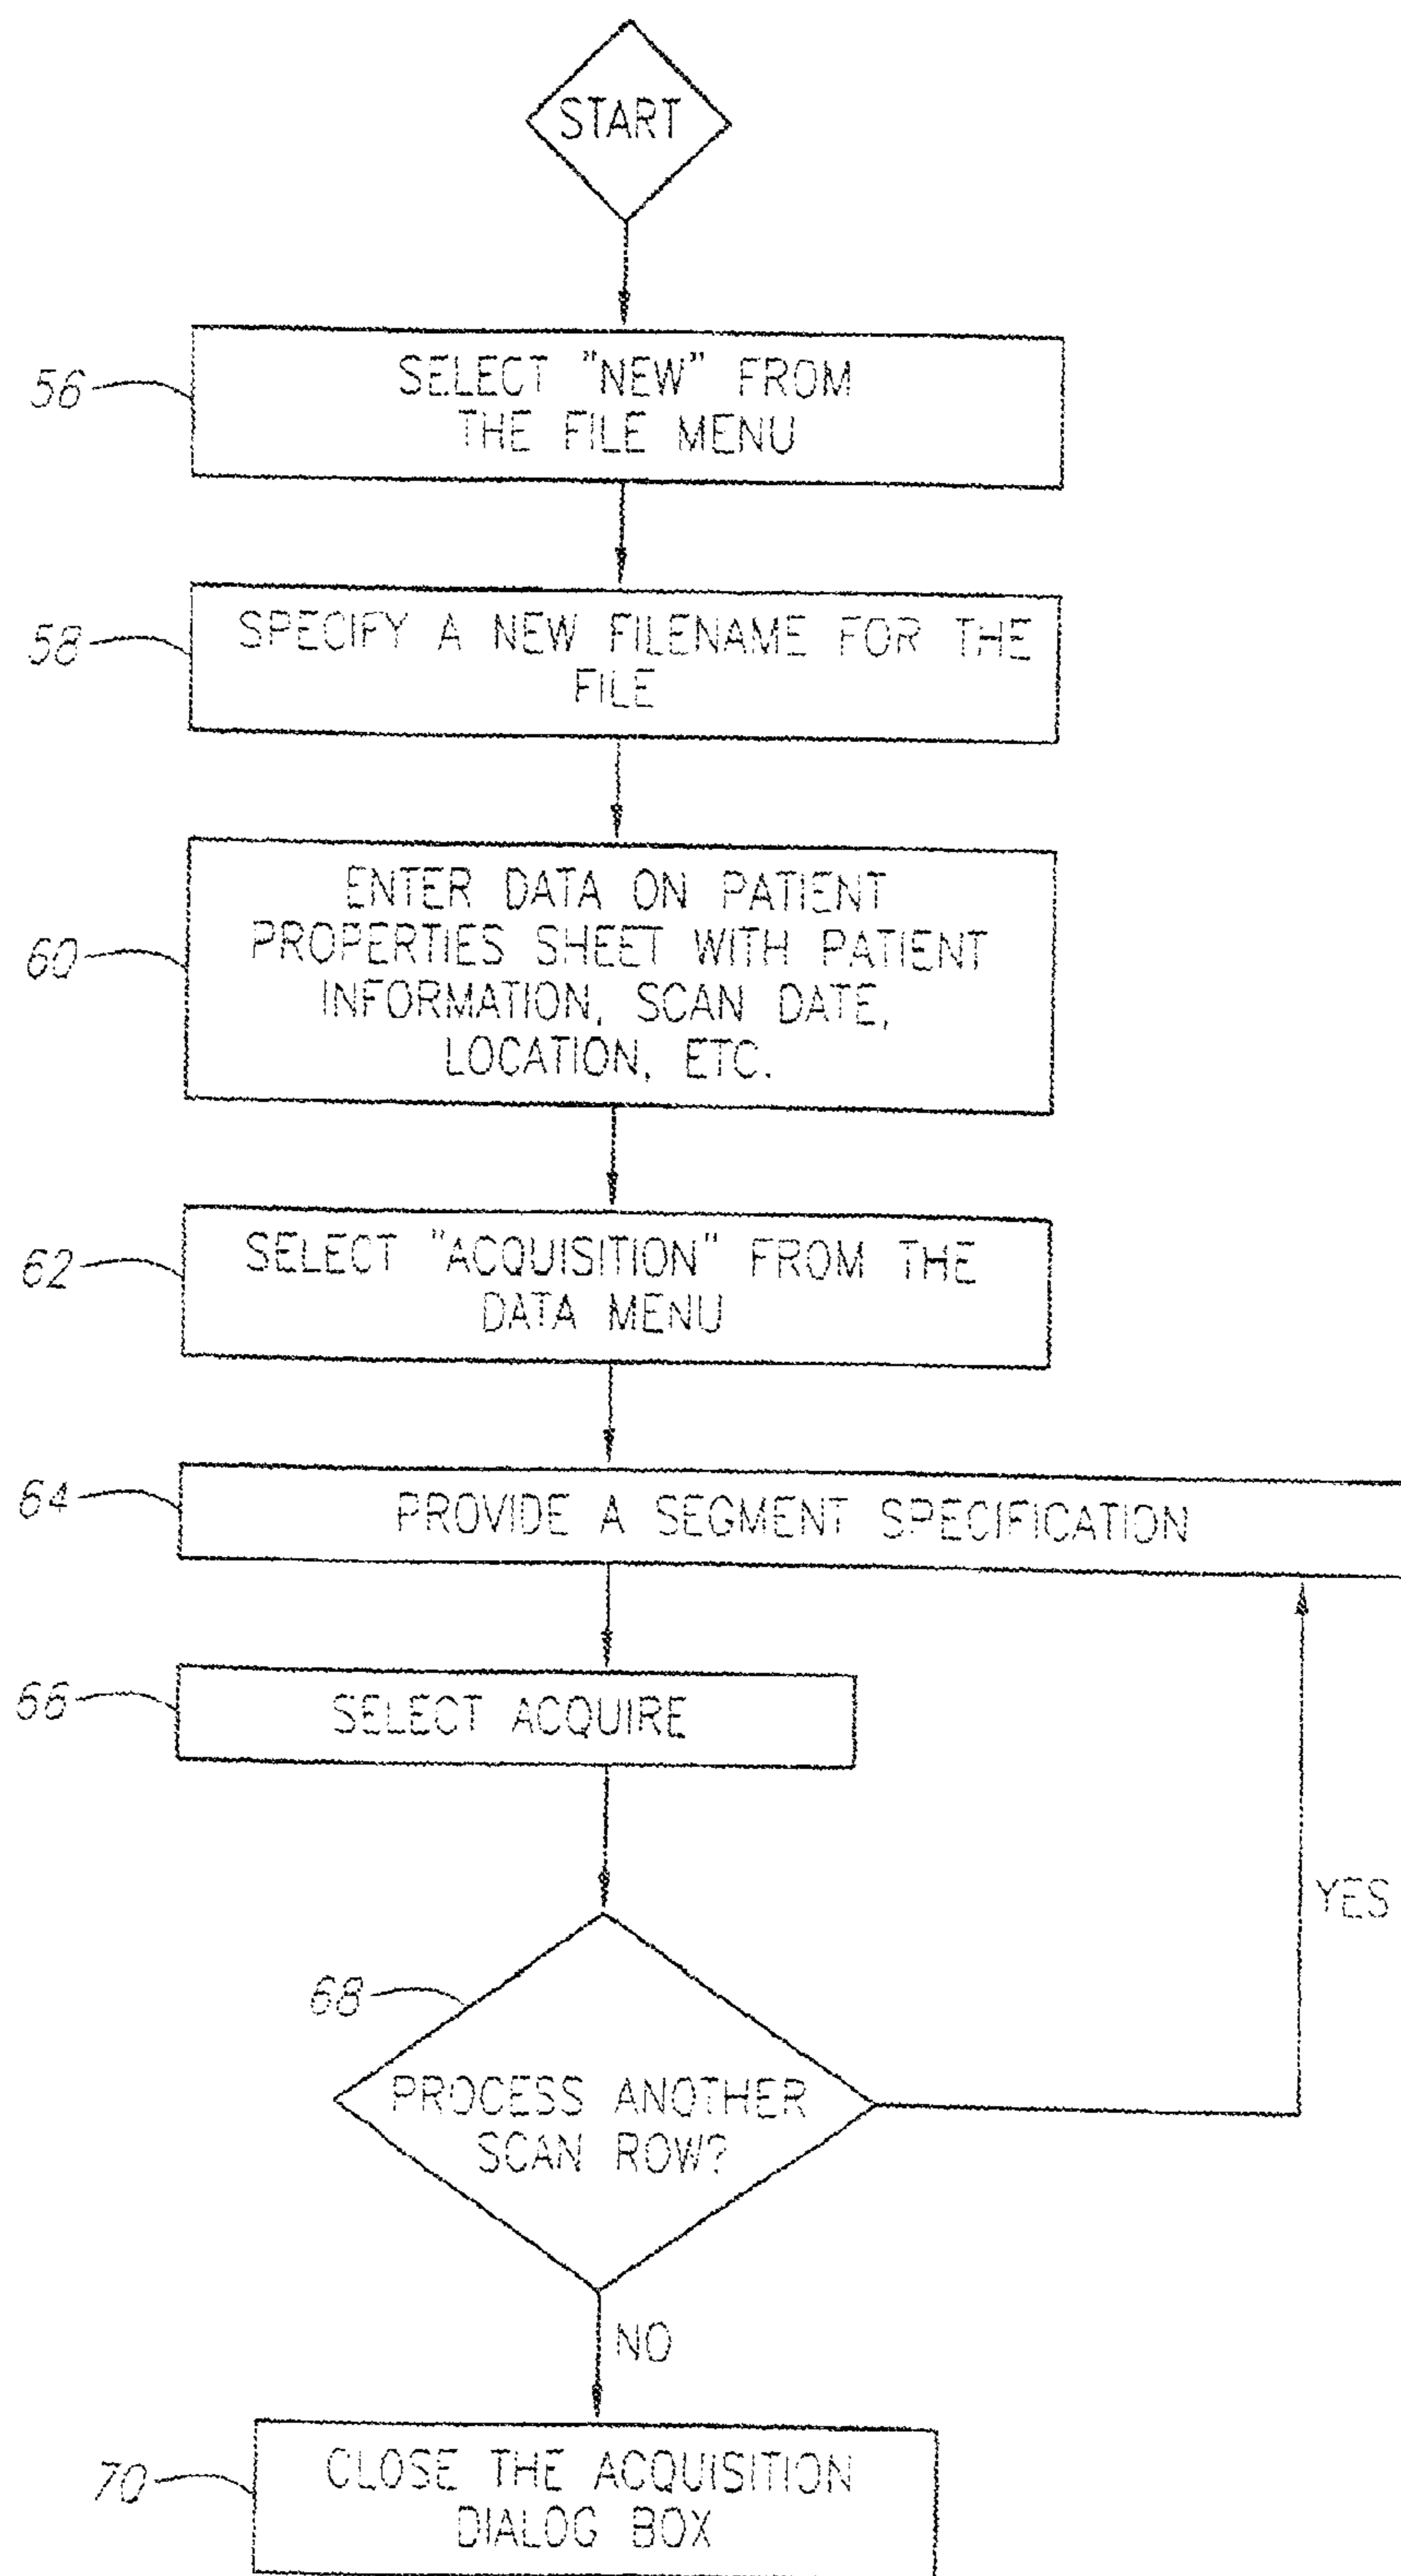 START
56
SELECT "NEW" FROM
THE FILE MENU
58
SPECIFY A NEW FILENAME FOR THE
FILE
60
ENTER DATA ON PATIENT
PROPERTIES SHEET WITH PATIENT
INFORMATION, SCAN DATE,
LOCATION, ETC.
62
SELECT "ACQUISITION" FROM THE
DATA MENU
64
PROVIDE A SEGMENT SPECIFICATION
66
SELECT ACQUIRE
YES
68
PROCESS ANOTHER
SCAN ROW?
NO
70
CLOSE THE ACQUISITION
DIALOG BOX